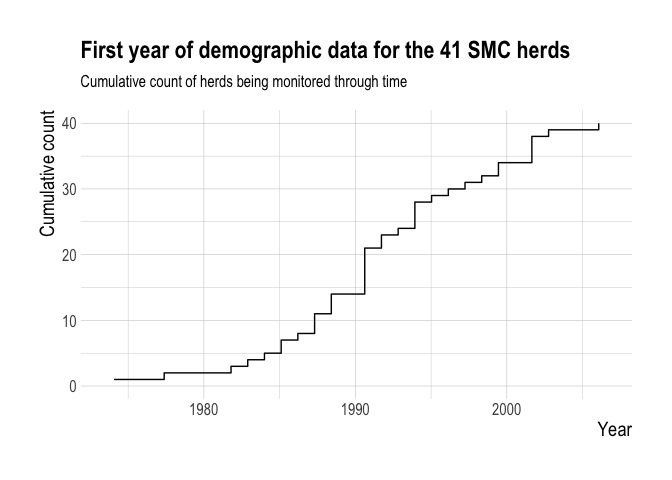 First year of demographic data for the 41 SMC herds
Cumulative count of herds being monitored through time
Cumulative count
40
30
20
10
0
1980 1990 2000
Year